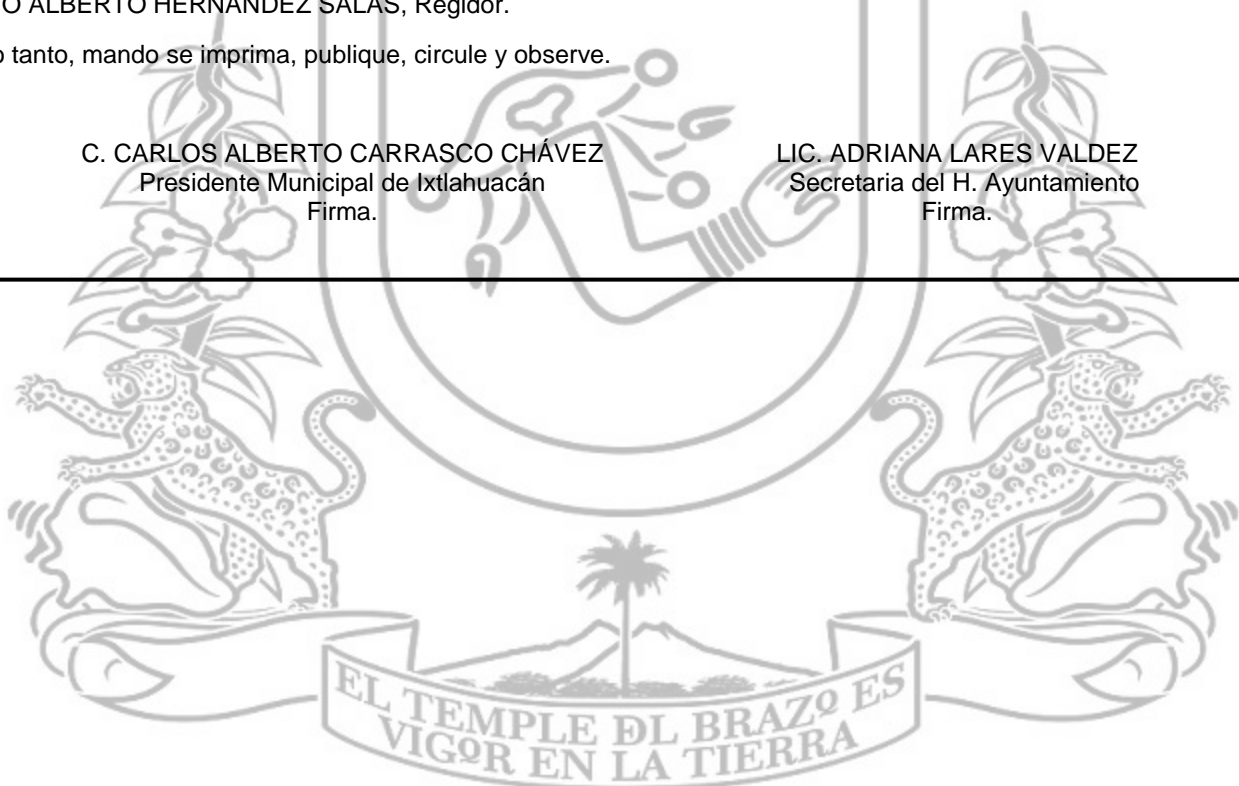 O ALBERTO HERNÁNDEZ SALAS, Regidor.
o tanto, mando se imprima, publique, circule y observe.
C. CARLOS ALBERTO CARRASCO CHÁVEZ
Presidente Municipal de Ixtlahuacán
Firma.
LIC. ADRIANA LARES VALDEZ
Secretaria del H. Ayuntamiento
Firma.
EL TEMPLE DL BRAZO ES
VIGOR EN LA TIERRA